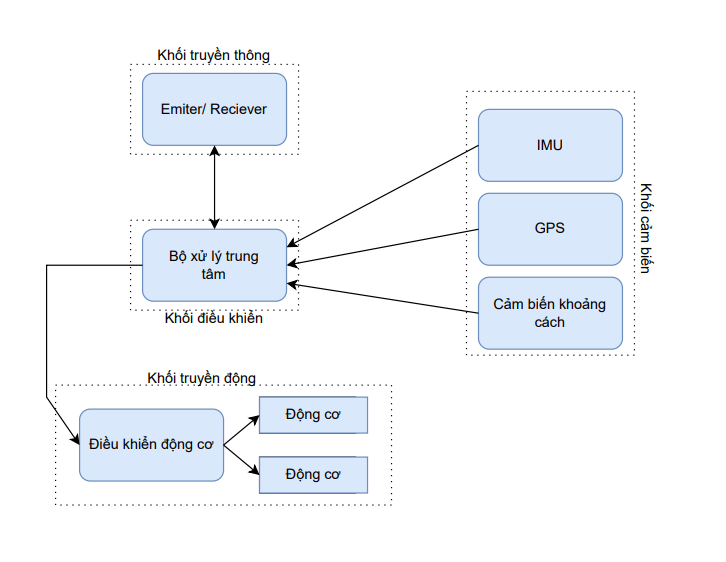 Khối truyền thông
Emiter/ Reciever
IMU
GPS
Cảm biến khoảng
cách
Khối cảm biến
Bộ xử lý trung
tâm
Khối điều khiển
Khối truyền động
Điều khiển động cơ
Động cơ
Động cơ